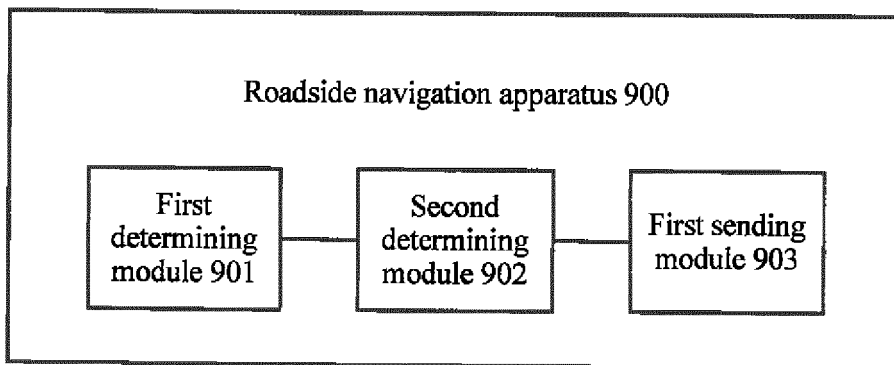 Roadside navigation apparatus 900
First
determining
module 901
Second
determining
module 902
First sending
module 903